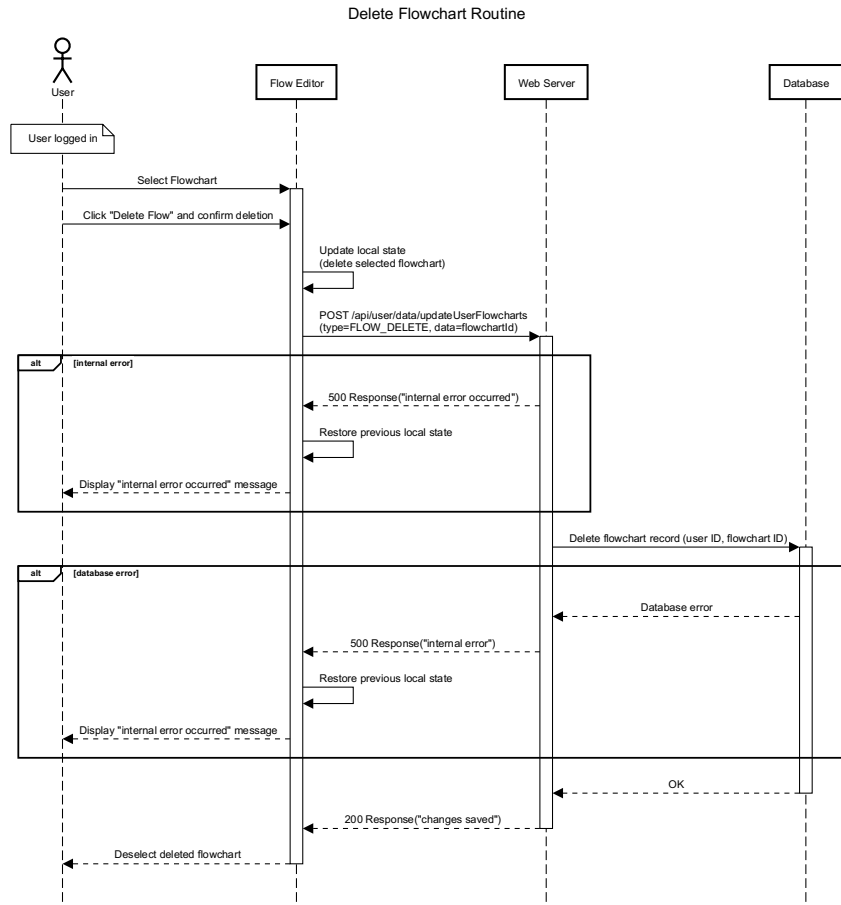 Delete Flowchart Routine
User
Flow Editor
Web Server
Database
User logged in
Select Flowchart
Click "Delete Flow" and confirm deletion
Update local state
(delete selected flowchart)
POST /api/user/data/updateUserFlowcharts
(type=FLOW_DELETE, data=flowchartId)
alt
[internal error]
500 Response("internal error occurred")
Restore previous local state
Display "internal error occurred" message
Delete flowchart record (user ID, flowchart ID)
alt
[database error]
Database error
500 Response("internal error")
Restore previous local state
Display "internal error occurred" message
OK
200 Response("changes saved")
Deselect deleted flowchart